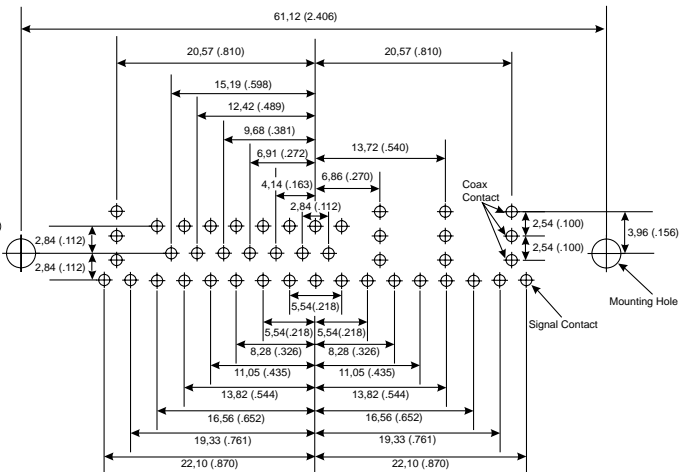 61,12 (2.406)
20,57 (.810) 20,57 (.810)
15,19 (.598)
12,42 (.489)
9,68 (.381)
6,91 (.272) 13,72 (.540)
4,14 (.163) 6,86 (.270)
Coax
Contact
2,84 (.112)
)
2,84 (.112) 2,54 (.100) 3,96 (.156)
2,84 (.112) 2,54 (.100)
Mounting Hole
5,54(.218)
Signal Contact
5,54(.218) 5,54(.218)
8,28 (.326) 8,28 (.326)
11,05 (.435) 11,05 (.435)
13,82 (.544) 13,82 (.544)
16,56 (.652) 16,56 (.652)
19,33 (.761) 19,33 (.761)
22,10 (.870) 22,10 (.870)